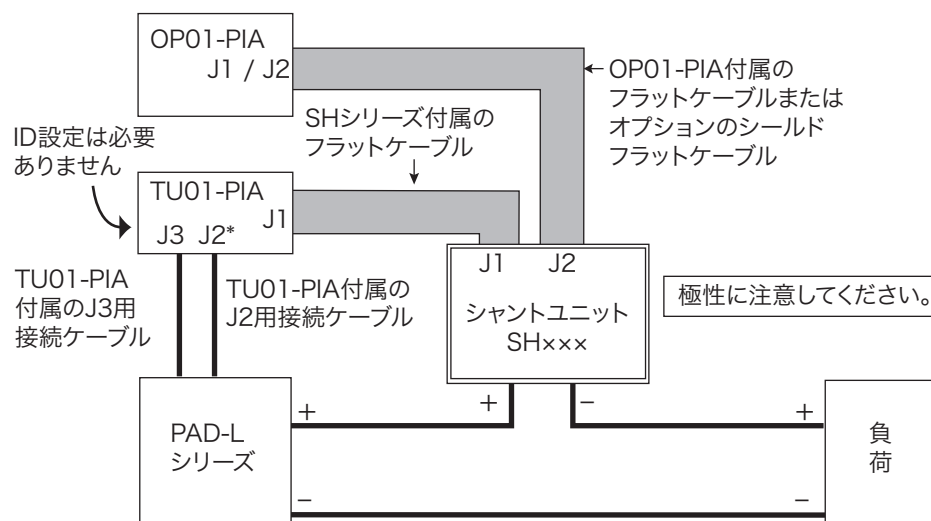 OP01-PIA
J1 / J2
OP01-PIA付属の
フラットケーブルまたは
オプションのシールド
フラットケーブル
SHシリーズ付属の
フラットケーブル
ID設定は必要
ありません
TU01-PIA
J1
J3 J2*
TU01-PIA
付属のJ3用
接続ケーブル
TU01-PIA付属の
J2用接続ケーブル
J1 J2
シャントユニット
SH×××
極性に注意してください。
+ + − +
PAD-L
シリーズ
負
荷
− −